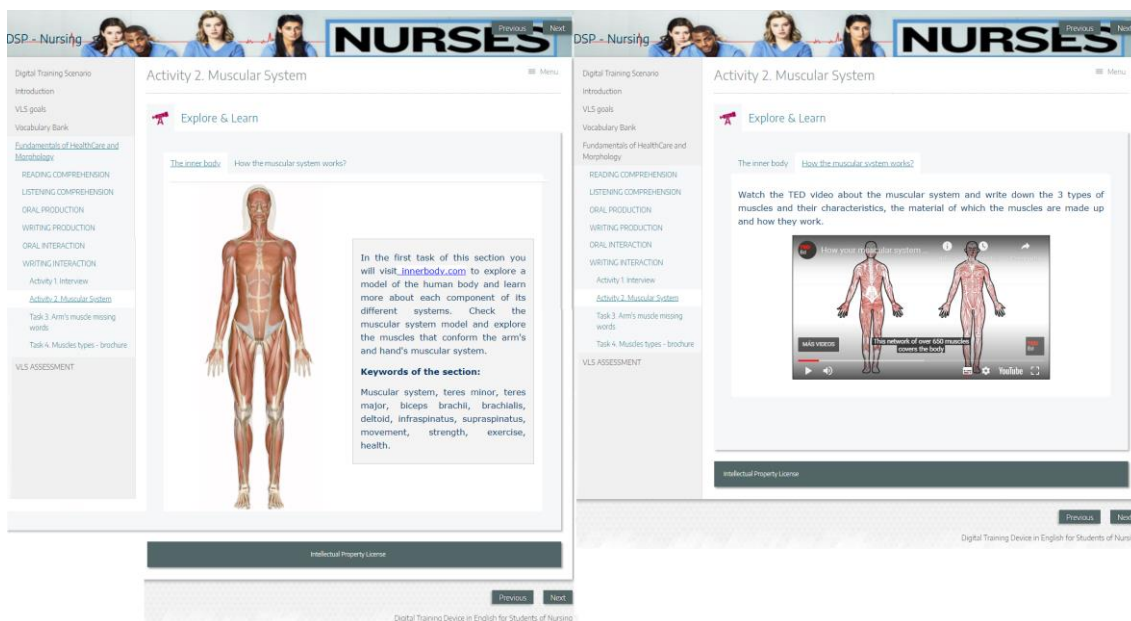 DSP - Nursing
NURSES
Previous Next
Digital Training Scenario
Introduction
VLS goals
Vocabulary Bank
Fundamentals of HealthCare and
Morphology
READING COMPREHENSION
LISTENING COMPREHENSION
ORAL PRODUCTION
WRITING PRODUCTION
ORAL INTERACTION
WRITING INTERACTION
Activity 1. Interview
Activity 2. Muscular System
Task 3. Arm's muscle missing
words
Task 4. Muscles types - brochure
VLS ASSESSMENT
Activity 2. Muscular System
Menu
Explore & Learn
The inner body How the muscular system works?
In the first task of this section you
will visit innerbody.com to explore a
model of the human body and learn
more about each component of its
different systems. Check the
muscular system model and explore
the muscles that conform the arm's
and hand's muscular system.
Keywords of the section:
Muscular system, teres minor, teres
major, biceps brachii, brachialis,
deltoid, infraspinatus, supraspinatus,
movement, strength, exercise,
health.
Intellectual Property License
Previous Next
Digital Training Device in English for Students of Nursing
DSP - Nursing
NURSES
Previous Next
Digital Training Scenario
Introduction
VLS goals
Vocabulary Bank
Fundamentals of HealthCare and
Morphology
READING COMPREHENSION
LISTENING COMPREHENSION
ORAL PRODUCTION
WRITING PRODUCTION
ORAL INTERACTION
WRITING INTERACTION
Activity 1. Interview
Activity 2. Muscular System
Task 3. Arm's muscle missing
words
Task 4. Muscles types - brochure
VLS ASSESSMENT
Activity 2. Muscular System
Menu
Explore & Learn
The inner body How the muscular system works?
Watch the TED video about the muscular system and write down the 3 types of
muscles and their characteristics, the material of which the muscles are made up
and how they work.
How your muscular system ...
MÁS VIDEOS
This network of over 650 muscles
covers the body
YouTube
Intellectual Property License
Previous Next
Digital Training Device in English for Students of Nursi